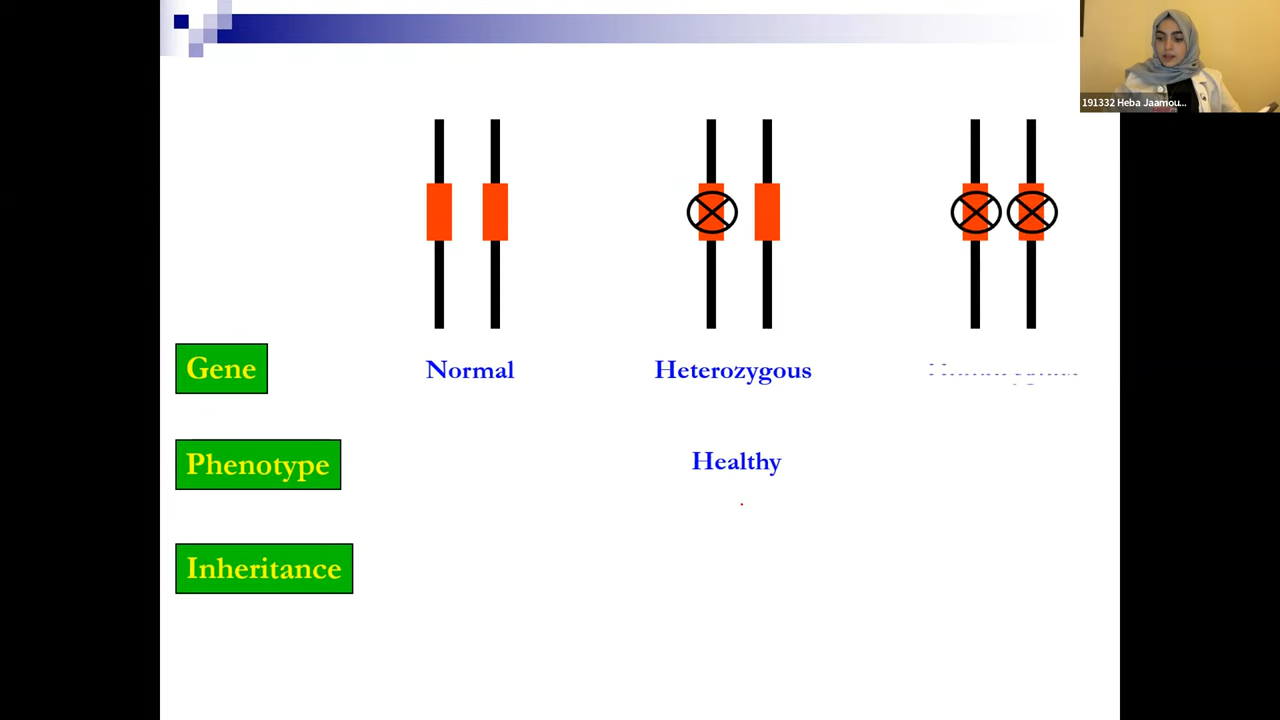 191332 Heba Jaamou...
Gene
Normal
Heterozygous
Phenotype
Healthy
Inheritance